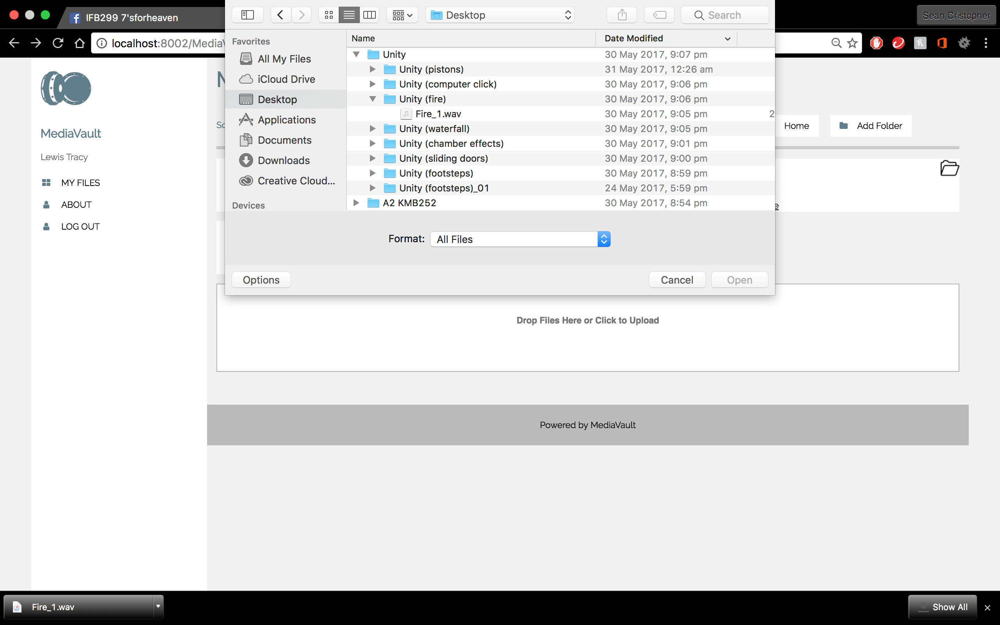 IFB299 7'sforheaven
Desktop
Search
Sean Cristopher
localhost:8002/Media
Favorites
All My Files
iCloud Drive
Desktop
Applications
Documents
Downloads
Creative Cloud...
Devices
Name Date Modified
Unity 30 May 2017, 9:07 pm
Unity (pistons) 31 May 2017, 12:26 am
Unity (computer click) 30 May 2017, 9:06 pm
Unity (fire) 30 May 2017, 9:06 pm
Fire_1.wav 30 May 2017, 9:05 pm 2
Unity (waterfall) 30 May 2017, 9:05 pm
Unity (chamber effects) 30 May 2017, 9:01 pm
Unity (sliding doors) 30 May 2017, 9:00 pm
Unity (footsteps) 30 May 2017, 8:59 pm
Unity (footsteps)_01 24 May 2017, 5:59 pm
A2 KMB252 30 May 2017, 8:54 pm
Format: All Files
Options
Cancel
Open
MediaVault
Lewis Tracy
MY FILES
ABOUT
LOG OUT
Home
Add Folder
Drop Files Here or Click to Upload
Powered by MediaVault
Fire_1.wav
Show All